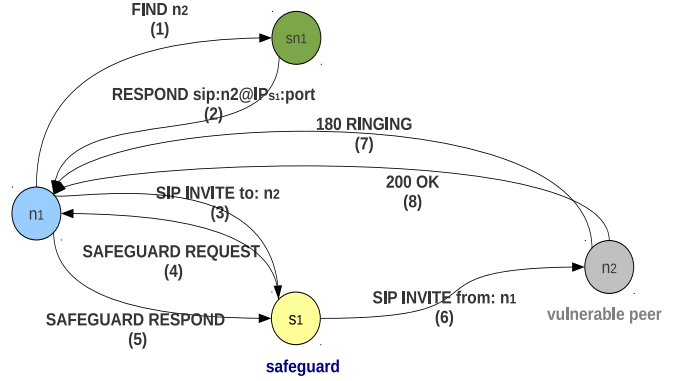 FIND n2
(1)
sn1
RESPOND sip:n2@IPS1:port
(2)
180 RINGING
(7)
200 OK
(8)
SIP INVITE to: n2
(3)
n1
SAFEGUARD REQUEST
(4)
n2
SIP INVITE from: n1
(6)
vulnerable peer
SAFEGUARD RESPOND
(5)
s1
safeguard